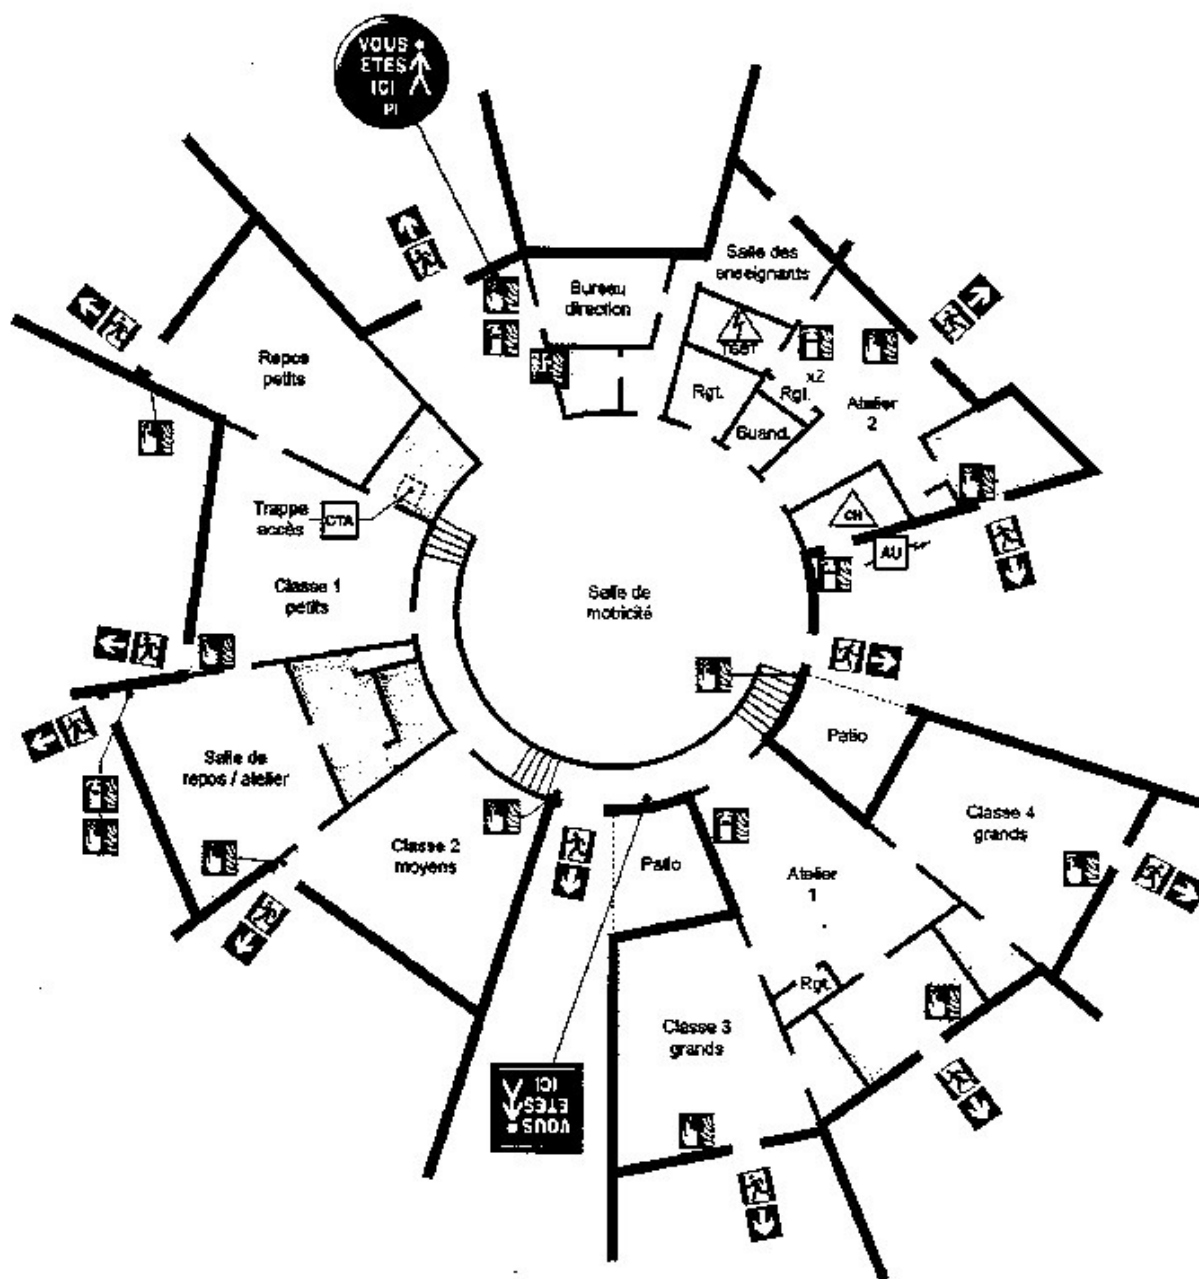 VOUS
ETES
ICI
PI
Salle des
enseignants
Bureau
direction
TGBT
x2
Repos
petits
Rgt.
Rgt.
Atelier
2
Buand.
Trappe
accès
CTA
CH
AU
Classe 1
petits
Salle de
motricité
Salle de
repos / atelier
Patio
Classe 2
moyens
Classe 4
grands
Patio
Atelier
1
Rgt.
Classe 3
grands
VOUS
ETES
ICI